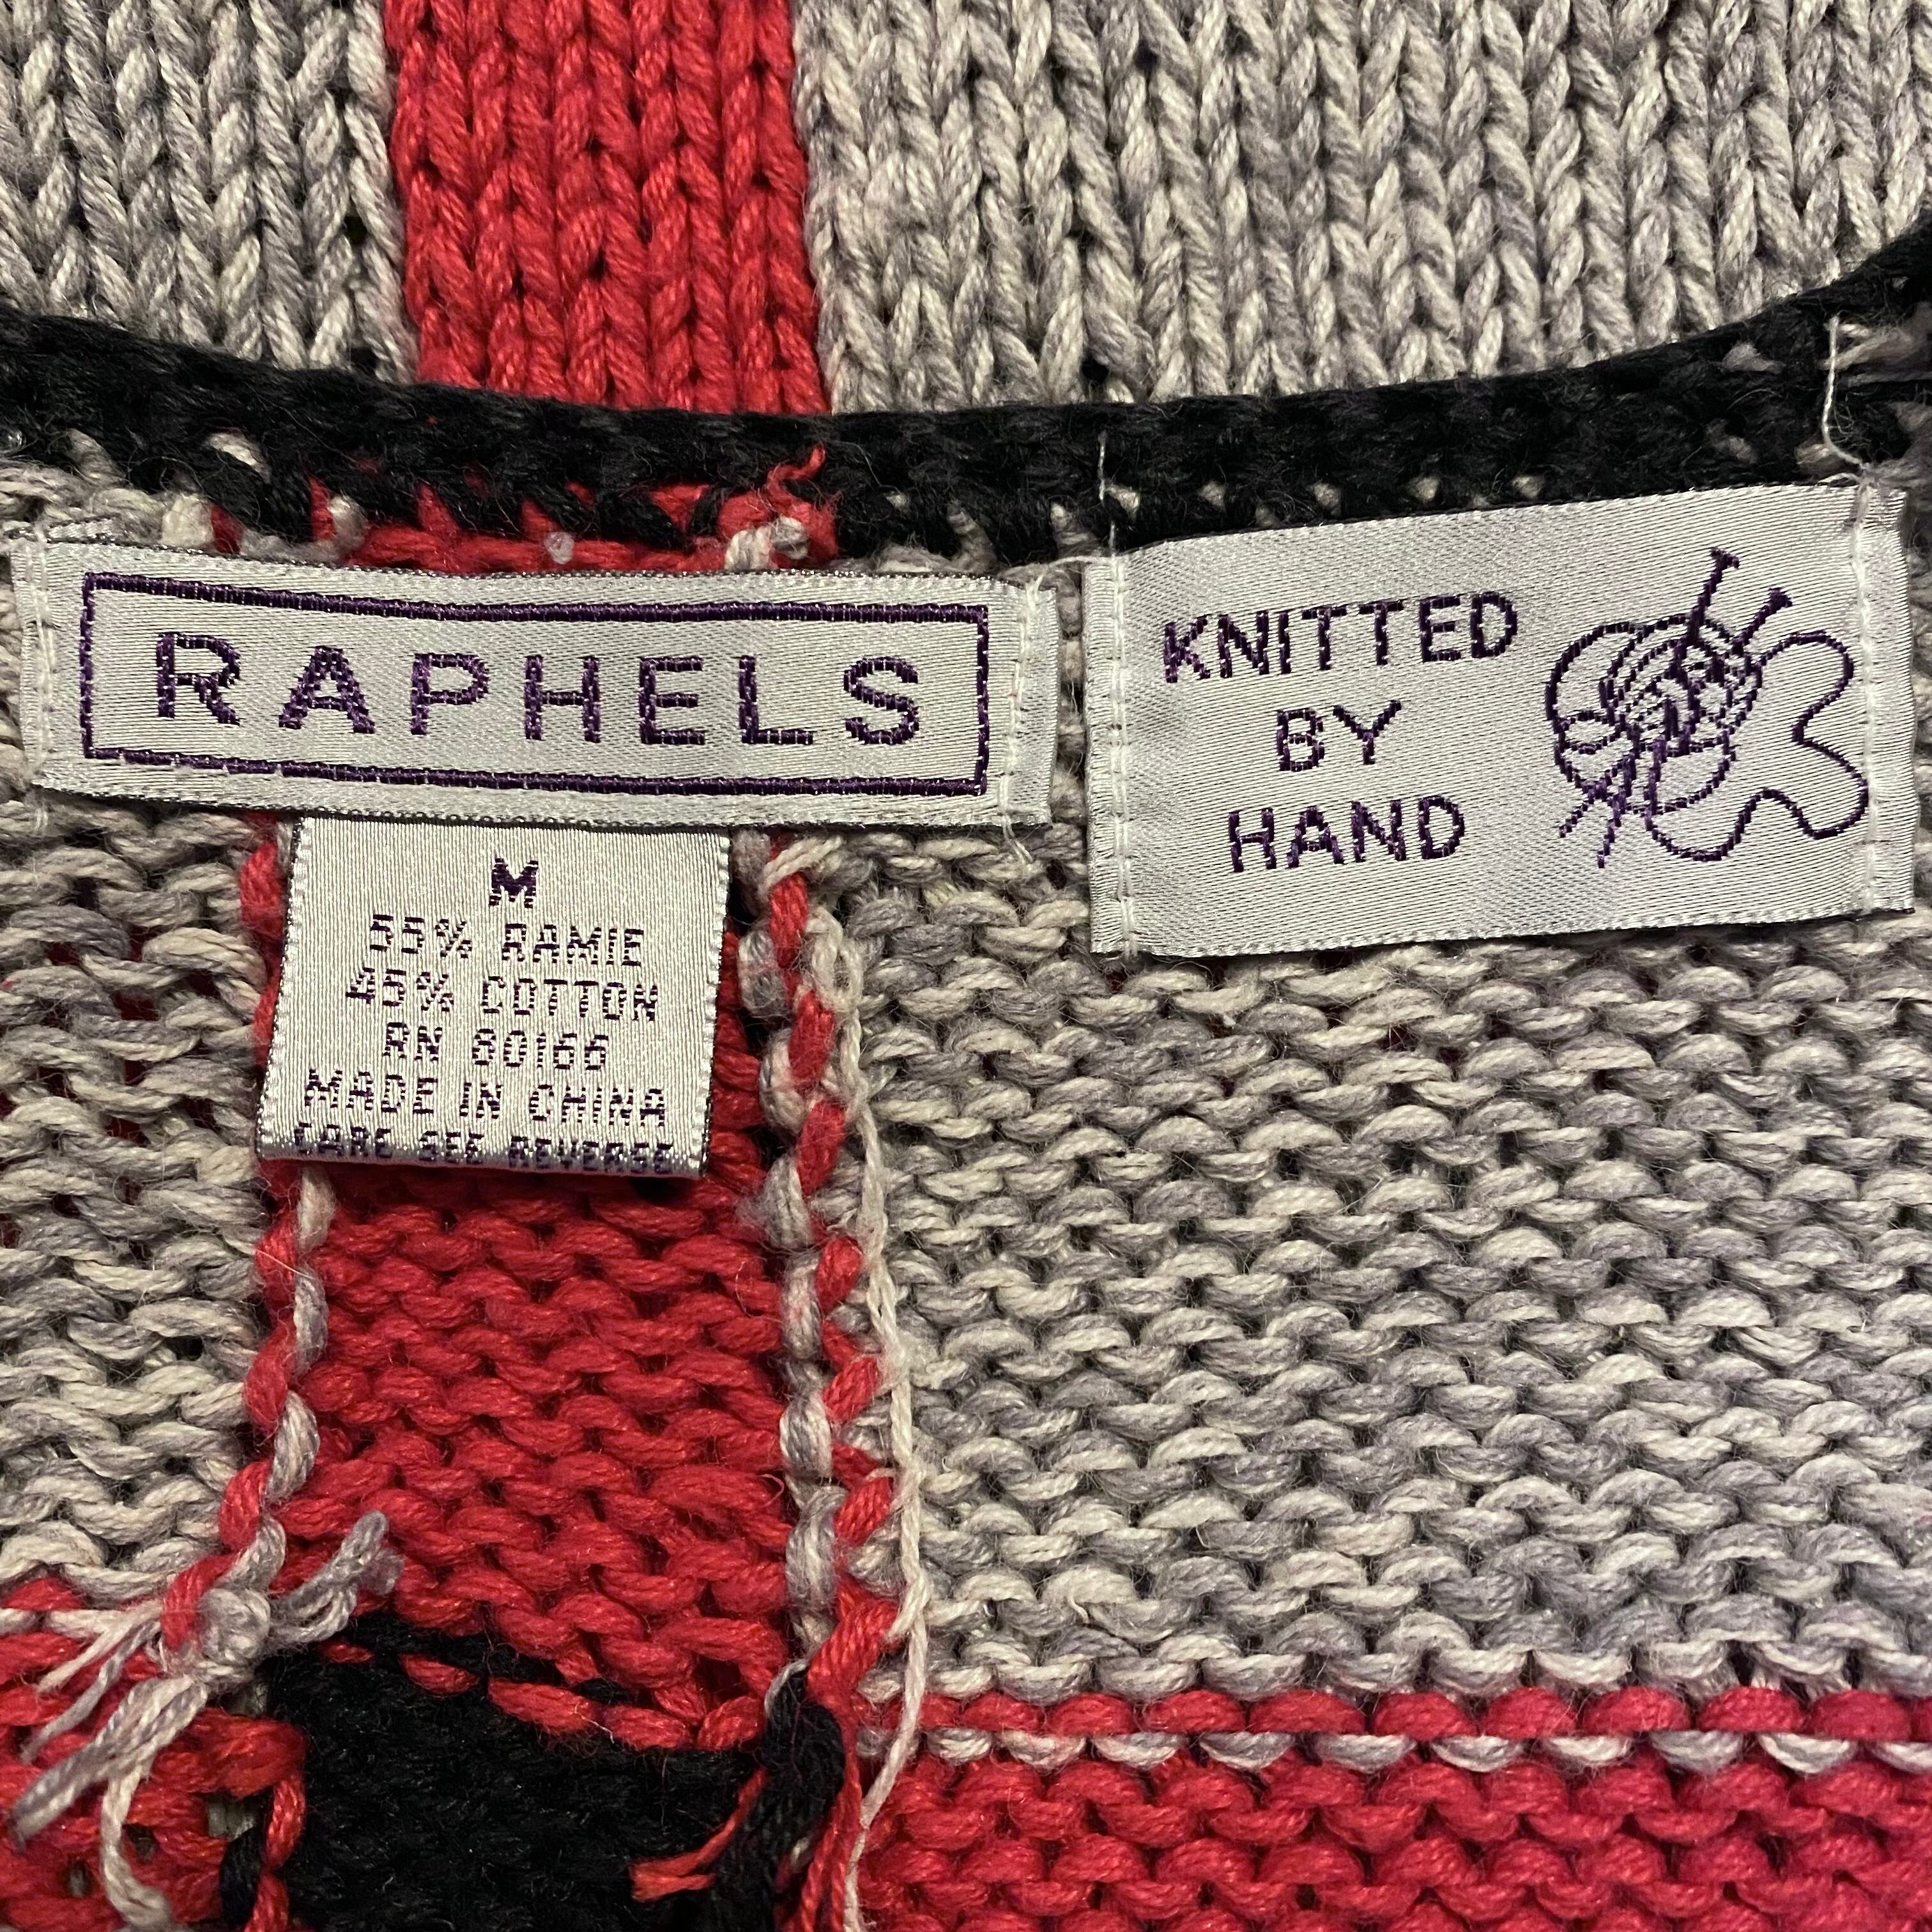 RAPHELS
M
55% RAMIE
45% COTTON
RN 80166
MADE IN CHINA
CARE SEE REVERSE
KNITTED
BY
HAND